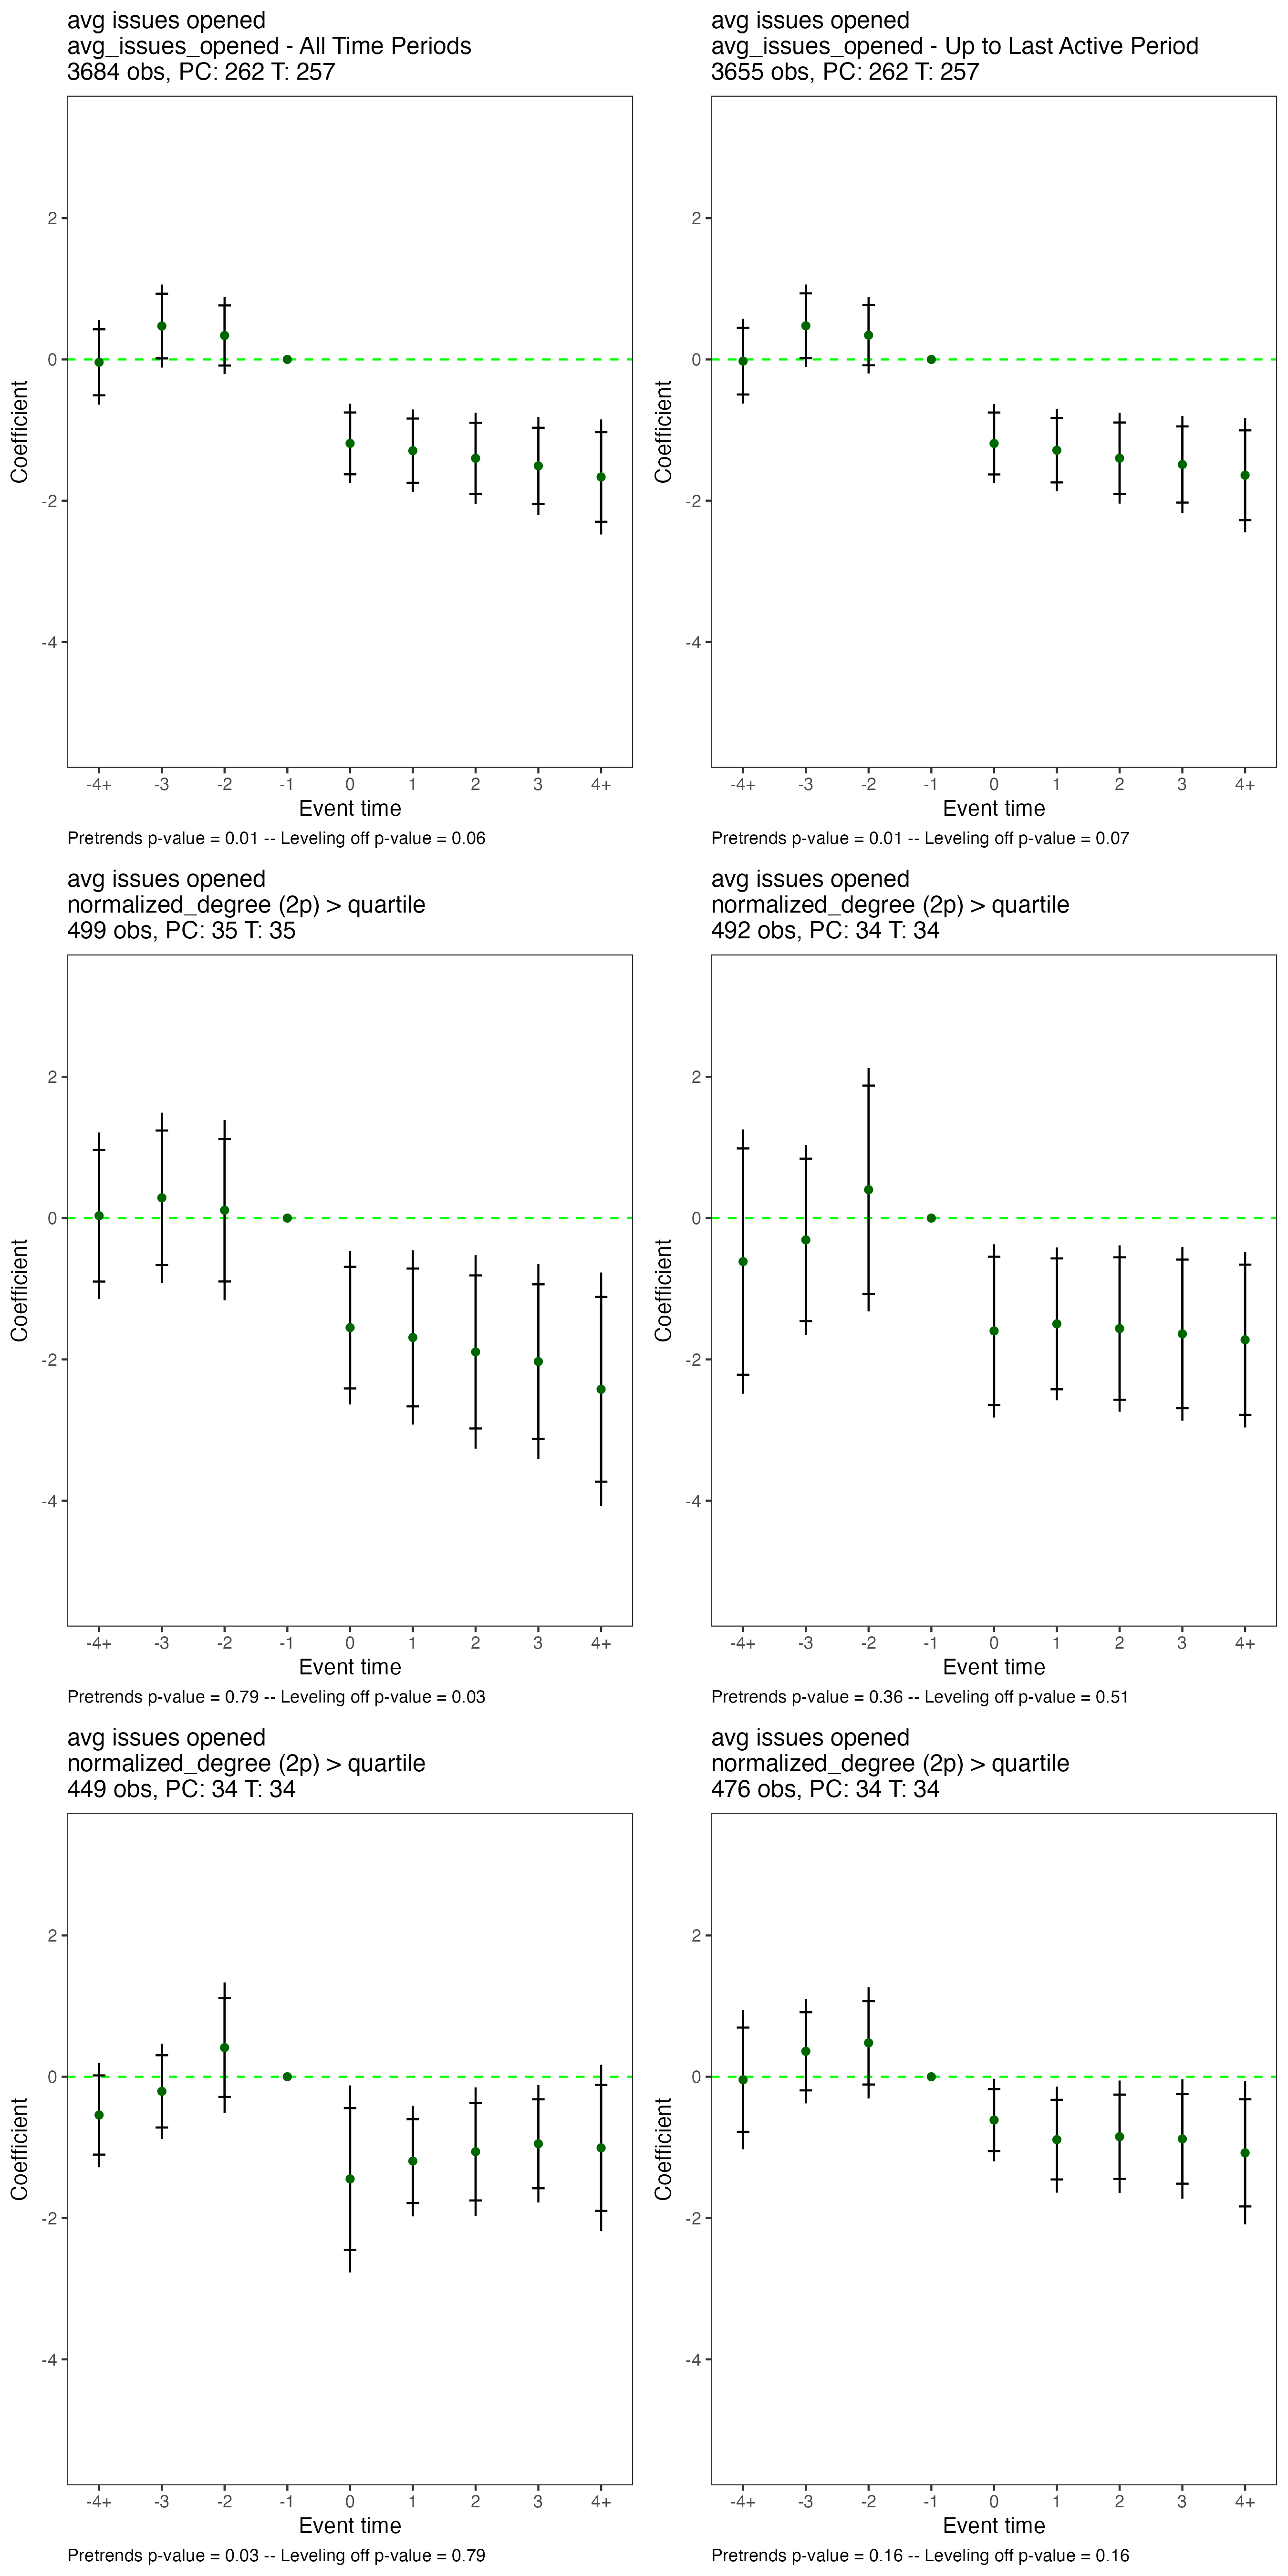 avg issues opened
avg_issues_opened - All Time Periods
3684 obs, PC: 262 T: 257
Coefficient
2
0
-2
-4
-4+ -3 -2 -1 0 1 2 3 4+
Event time
Pretrends p-value = 0.01 -- Leveling off p-value = 0.06
avg issues opened
avg_issues_opened - Up to Last Active Period
3655 obs, PC: 262 T: 257
Coefficient
2
0
-2
-4
-4+ -3 -2 -1 0 1 2 3 4+
Event time
Pretrends p-value = 0.01 -- Leveling off p-value = 0.07
avg issues opened
normalized_degree (2p) > quartile
499 obs, PC: 35 T: 35
Coefficient
2
0
-2
-4
-4+ -3 -2 -1 0 1 2 3 4+
Event time
Pretrends p-value = 0.79 -- Leveling off p-value = 0.03
avg issues opened
normalized_degree (2p) > quartile
492 obs, PC: 34 T: 34
Coefficient
2
0
-2
-4
-4+ -3 -2 -1 0 1 2 3 4+
Event time
Pretrends p-value = 0.36 -- Leveling off p-value = 0.51
avg issues opened
normalized_degree (2p) > quartile
449 obs, PC: 34 T: 34
Coefficient
2
0
-2
-4
-4+ -3 -2 -1 0 1 2 3 4+
Event time
Pretrends p-value = 0.03 -- Leveling off p-value = 0.79
avg issues opened
normalized_degree (2p) > quartile
476 obs, PC: 34 T: 34
Coefficient
2
0
-2
-4
-4+ -3 -2 -1 0 1 2 3 4+
Event time
Pretrends p-value = 0.16 -- Leveling off p-value = 0.16